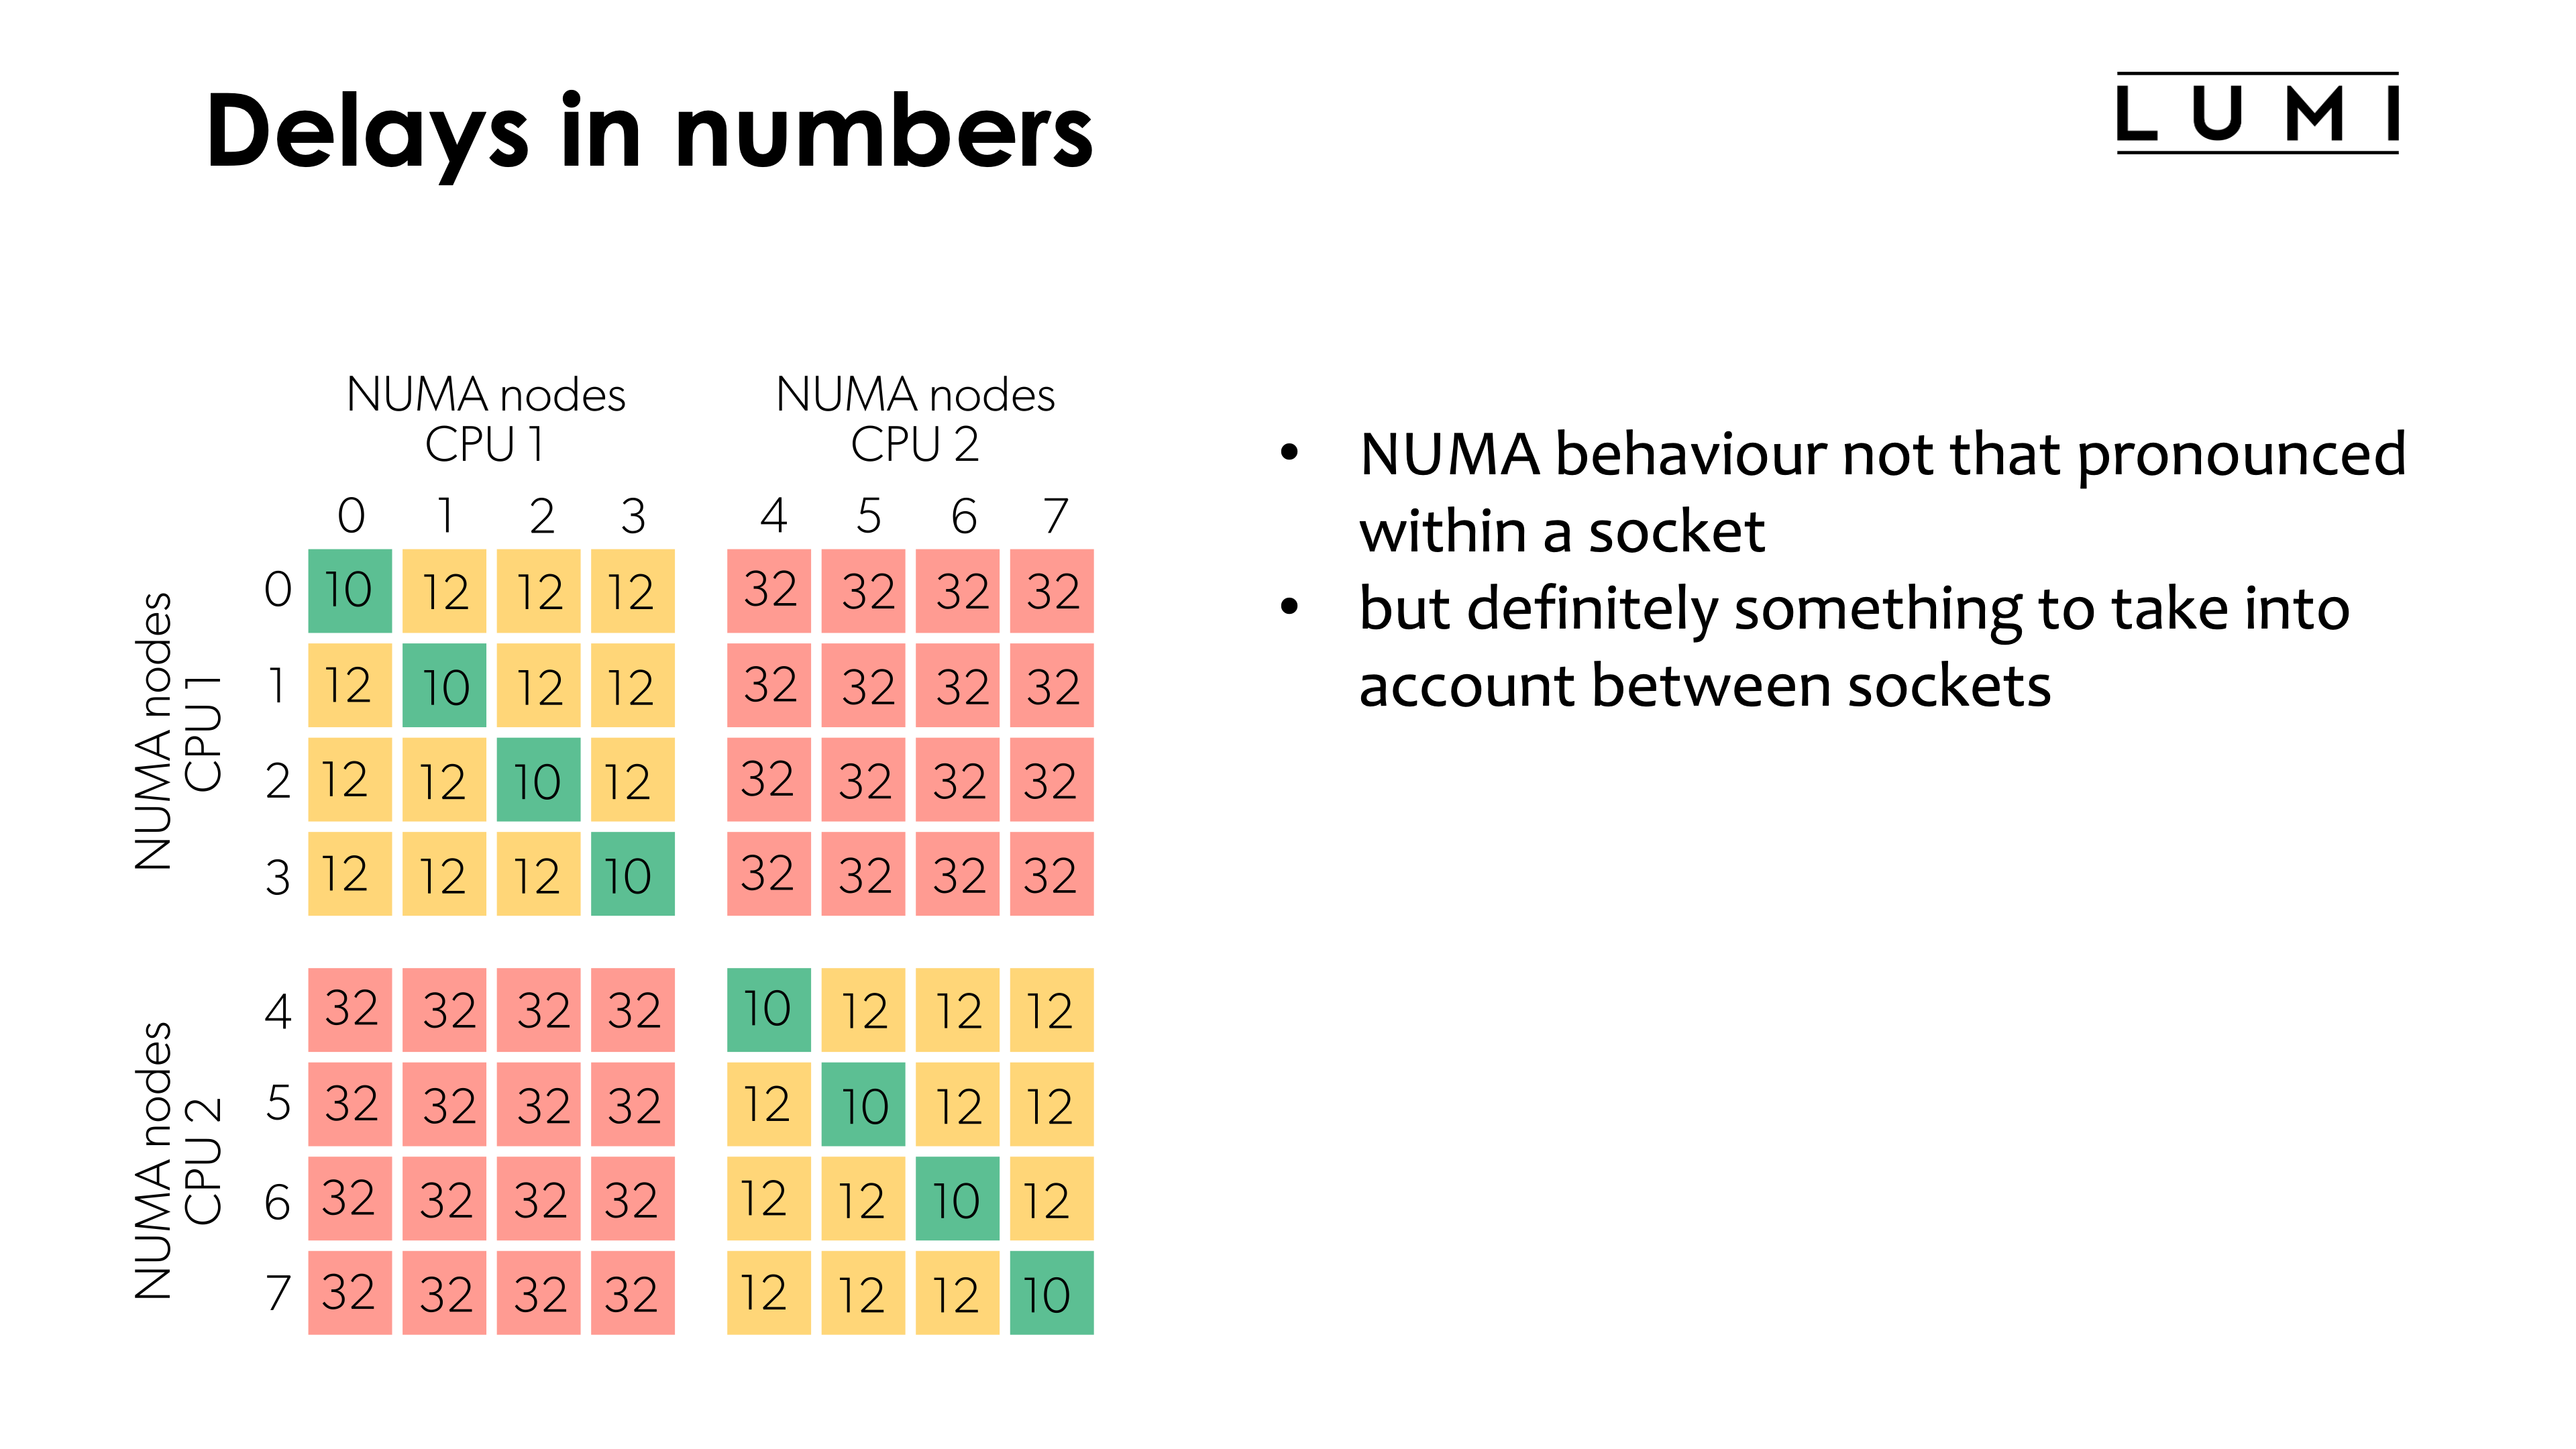 Delays in numbers
LUMI
NUMA nodes
CPU 1
NUMA nodes
CPU 2
0 1 2 3 4 5 6 7
NUMA nodes
CPU 1
0 10 12 12 12 32 32 32 32
1 12 10 12 12 32 32 32 32
2 12 12 10 12 32 32 32 32
3 12 12 12 10 32 32 32 32
NUMA nodes
CPU 2
4 32 32 32 32 10 12 12 12
5 32 32 32 32 12 10 12 12
6 32 32 32 32 12 12 10 12
7 32 32 32 32 12 12 12 10
• NUMA behaviour not that pronounced
within a socket
• but definitely something to take into
account between sockets